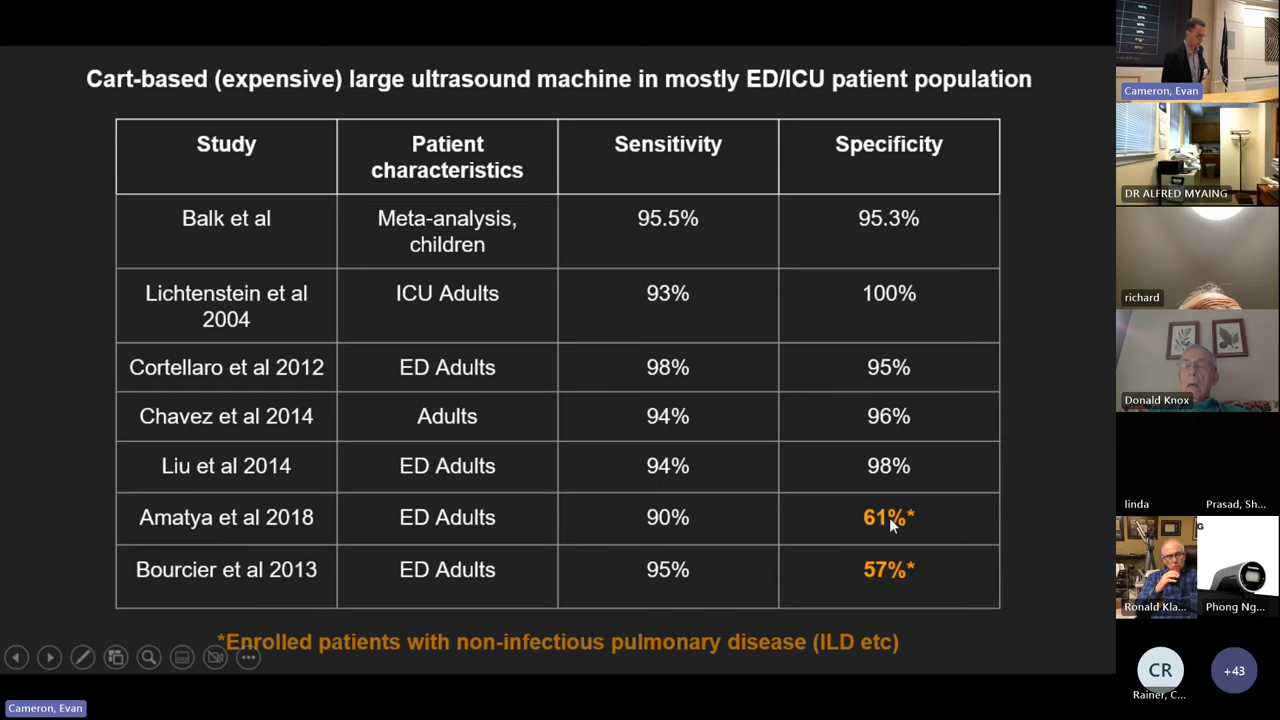 Cart-based (expensive) large ultrasound machine in mostly ED/ICU patient population
Study
Patient
characteristics
Sensitivity
Specificity
Balk et al
Meta-analysis,
children
95.5%
95.3%
Lichtenstein et al
2004
ICU Adults
93%
100%
Cortellaro et al 2012
ED Adults
98%
95%
Chavez et al 2014
Adults
94%
96%
Liu et al 2014
ED Adults
94%
98%
Amatya et al 2018
ED Adults
90%
61%*
Bourcier et al 2013
ED Adults
95%
57%*
*Enrolled patients with non-infectious pulmonary disease (ILD etc)
Cameron, Evan
Cameron, Evan
DR ALFRED MYAING
richard
Donald Knox
linda
Prasad, Sh...
Ronald Kla...
Phong Ng...
CR
Rainer, C...
+43